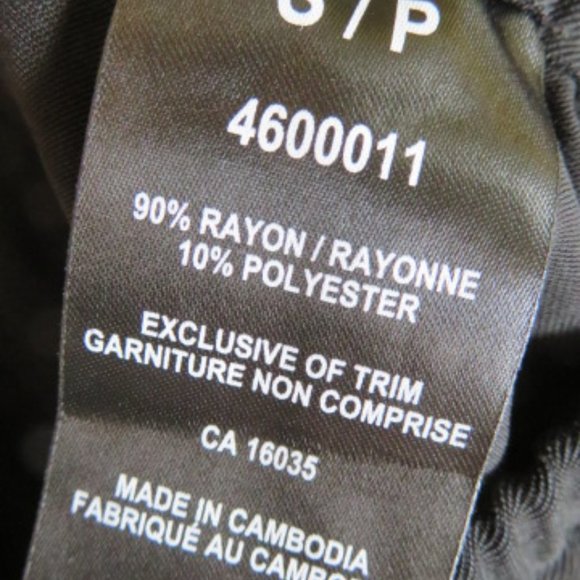 S / P
4600011
90% RAYON / RAYONNE
10% POLYESTER
EXCLUSIVE OF TRIM
GARNITURE NON COMPRISE
CA 16035
MADE IN CAMBODIA
FABRIQUÉ AU